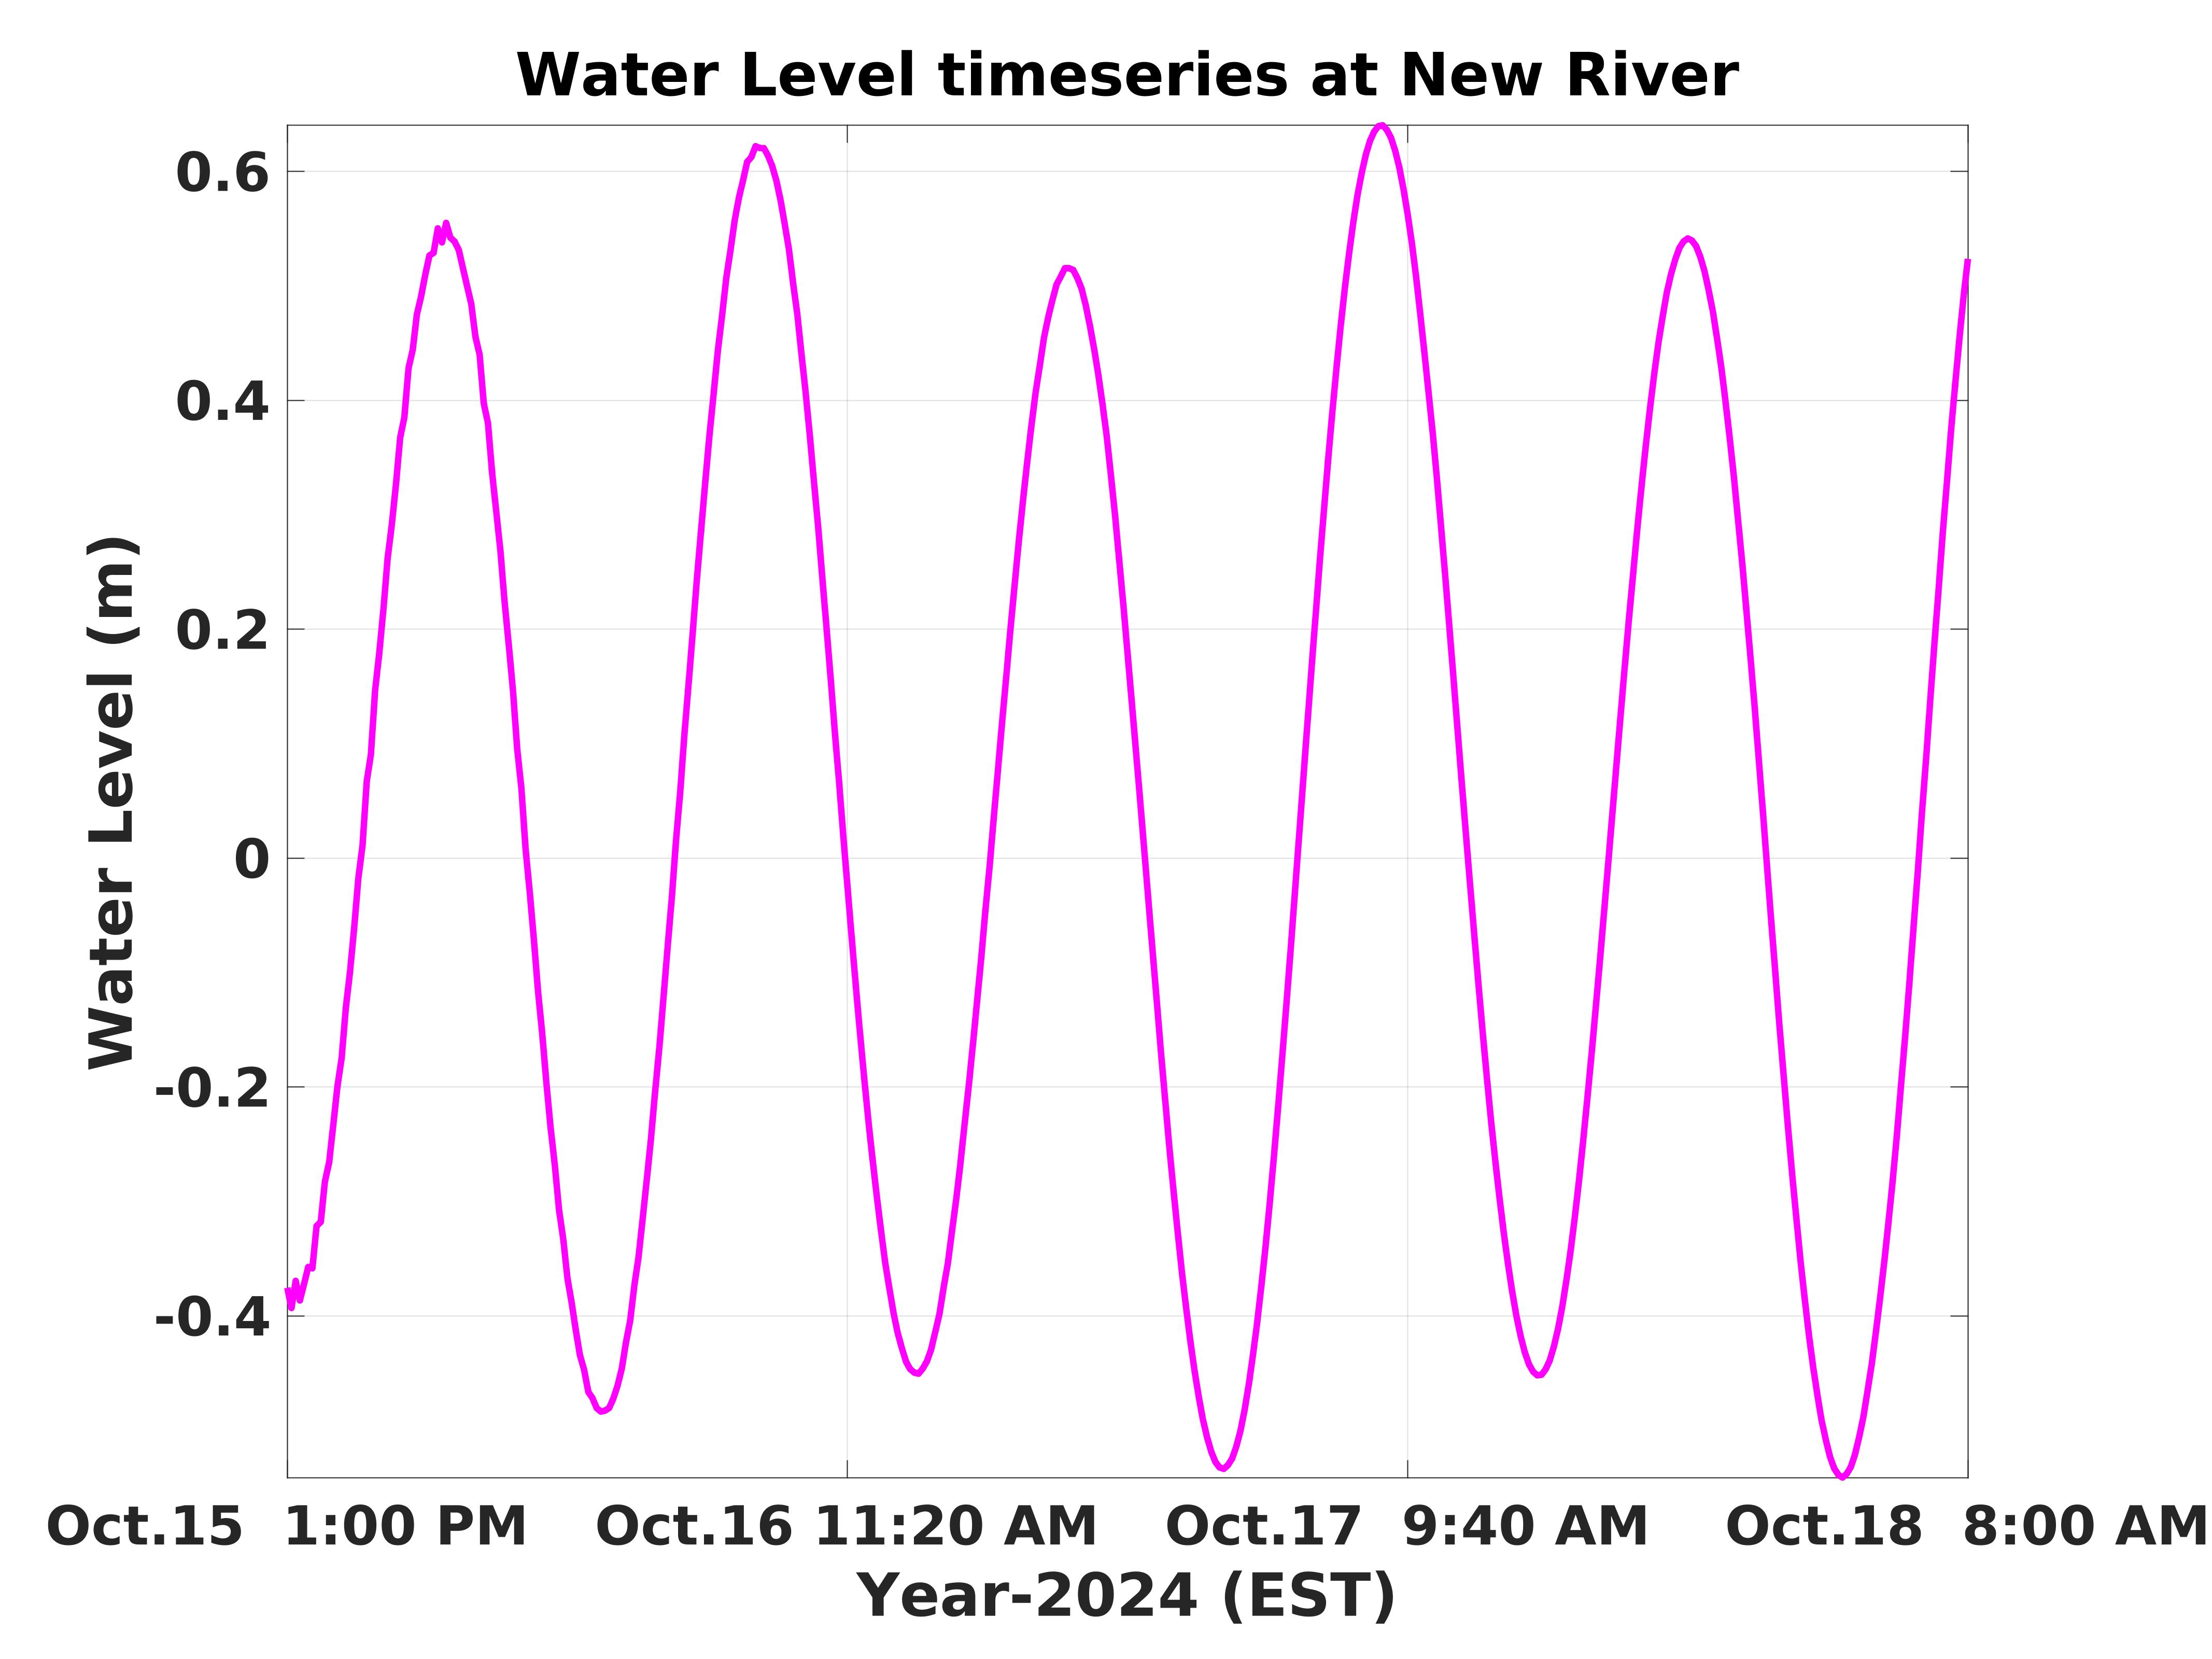 Water Level timeseries at New River
Water Level (m)
0.6
0.4
0.2
0
-0.2
-0.4
Oct.15  1:00 PM
Oct.16 11:20 AM
Oct.17  9:40 AM
Oct.18  8:00 AM
Year-2024 (EST)